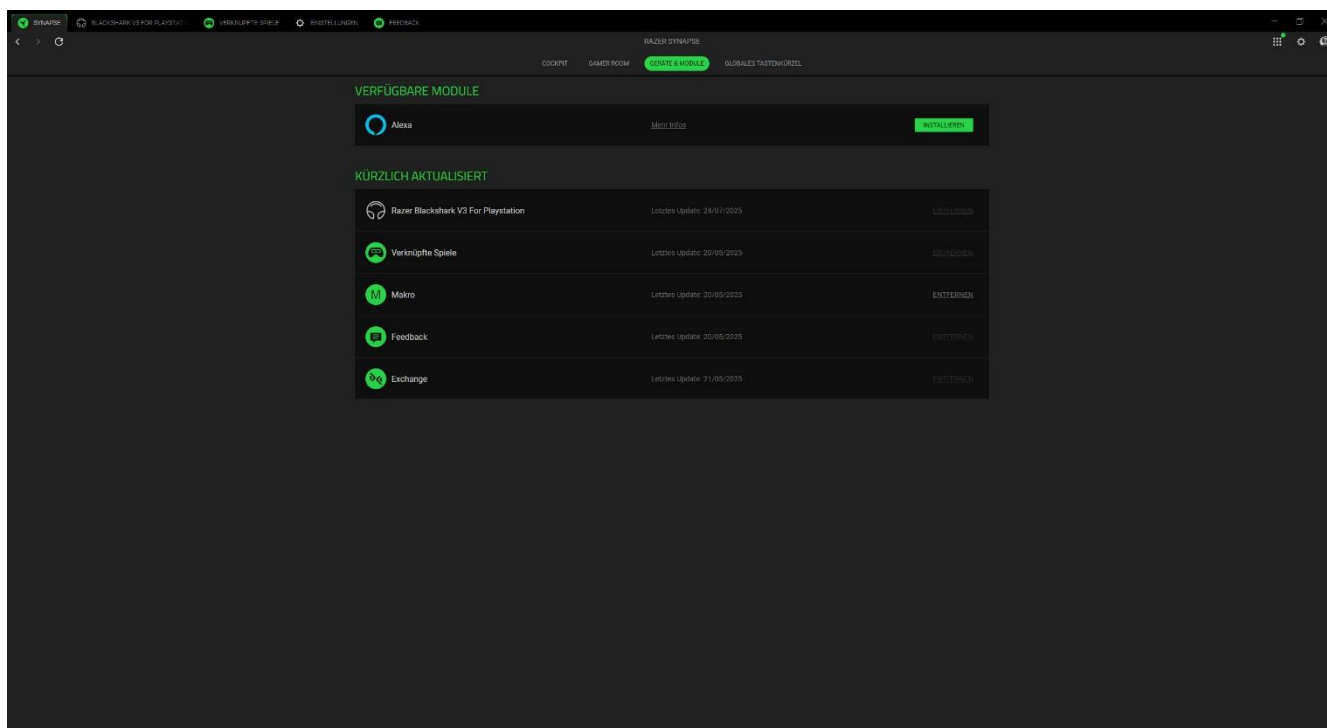 SYNAPSE BLACKSHARK V3 FOR PLAYSTATI VERKNÜPFTE SPIELE EINSTELLUNGEN FEEDBACK
RAZER SYNAPSE
COCKPIT GAMER ROOM GERÄTE & MODULE GLOBALES TASTENKÜRZEL
VERFÜGBARE MODULE
Alexa Mehr Infos INSTALLIEREN
KÜRZLICH AKTUALISIERT
Razer Blackshark V3 For Playstation Letztes Update: 24/07/2025 ENTFERNEN
Verknüpfte Spiele Letztes Update: 20/05/2025 ENTFERNEN
M Makro Letztes Update: 20/05/2025 ENTFERNEN
Feedback Letztes Update: 20/05/2025 ENTFERNEN
Exchange Letztes Update: 21/05/2025 ENTFERNEN